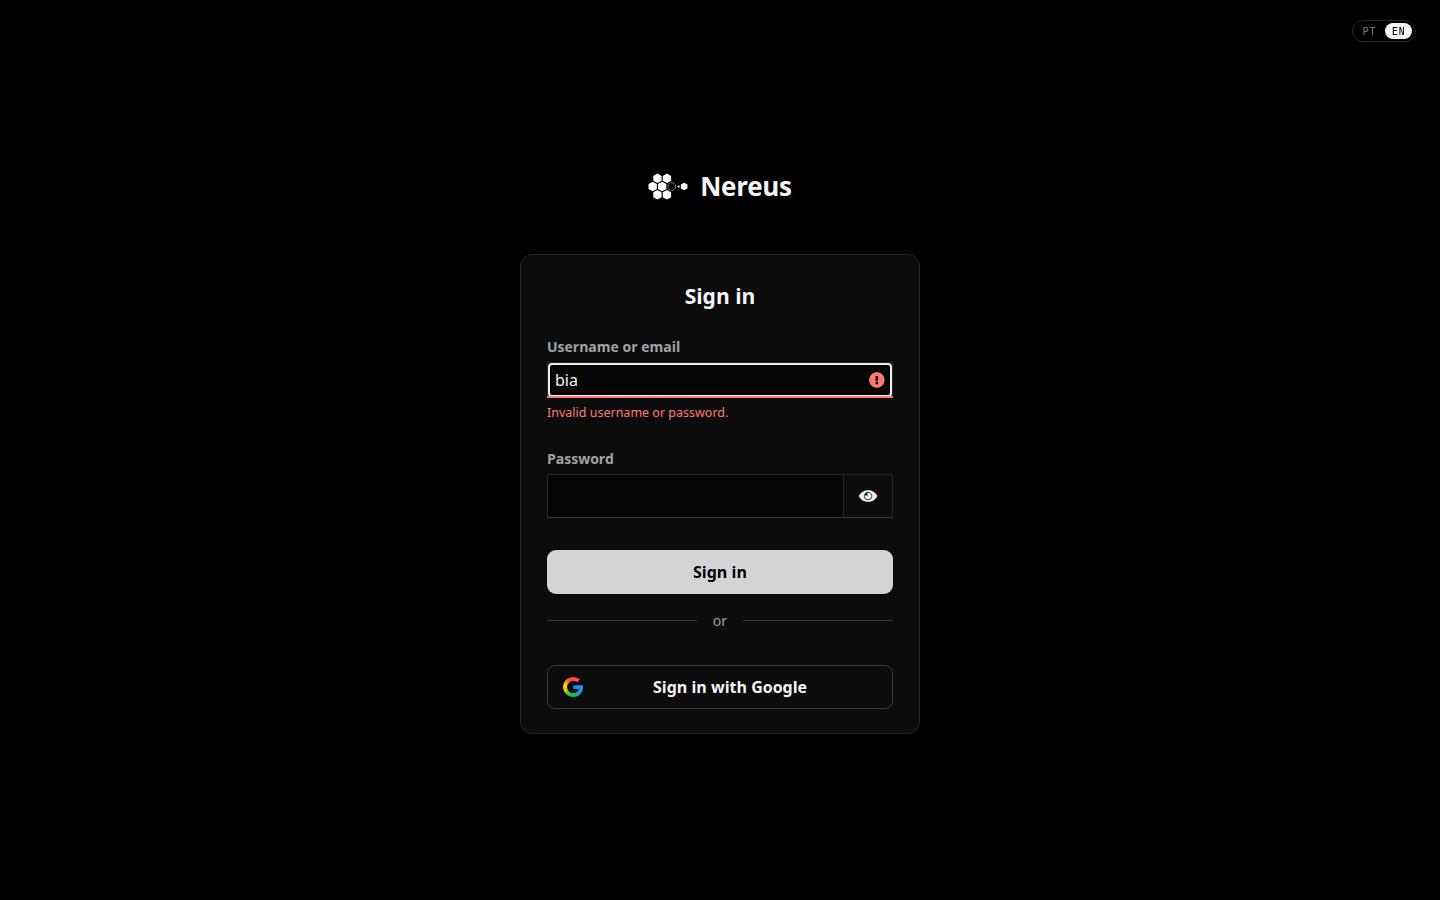 PT EN
Nereus
Sign in
Username or email
bia
Invalid username or password.
Password
Sign in
or
Sign in with Google